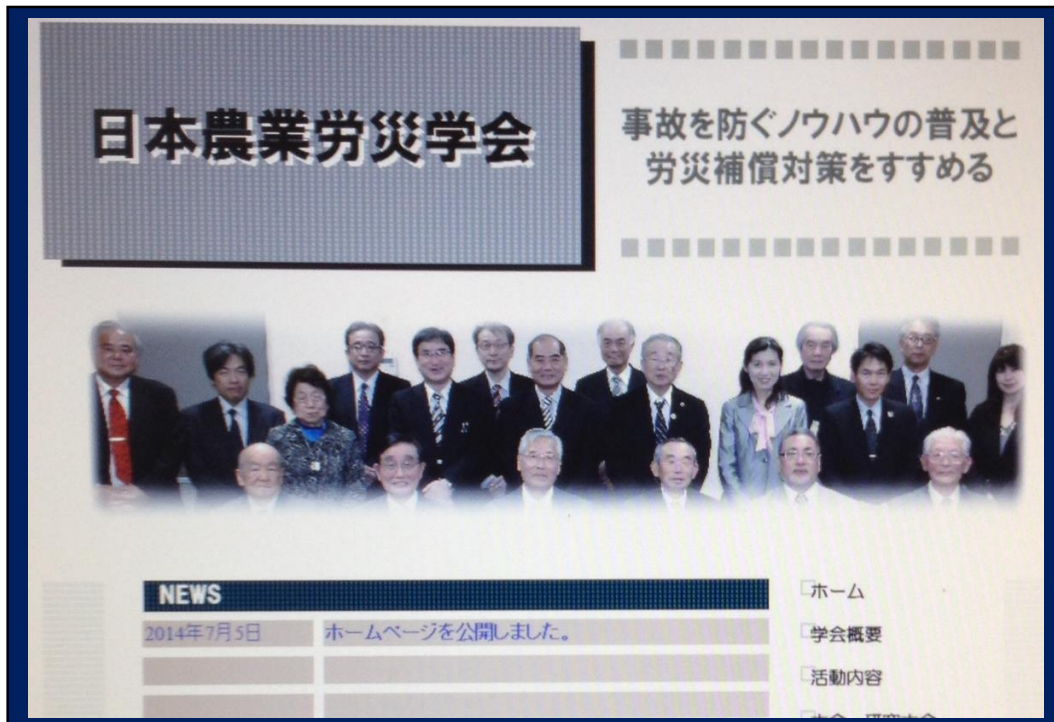 日本農業労災学会
事故を防ぐノウハウの普及と
労災補償対策をすすめる
NEWS
2014年7月5日
ホームページを公開しました。
ホーム
学会概要
活動内容